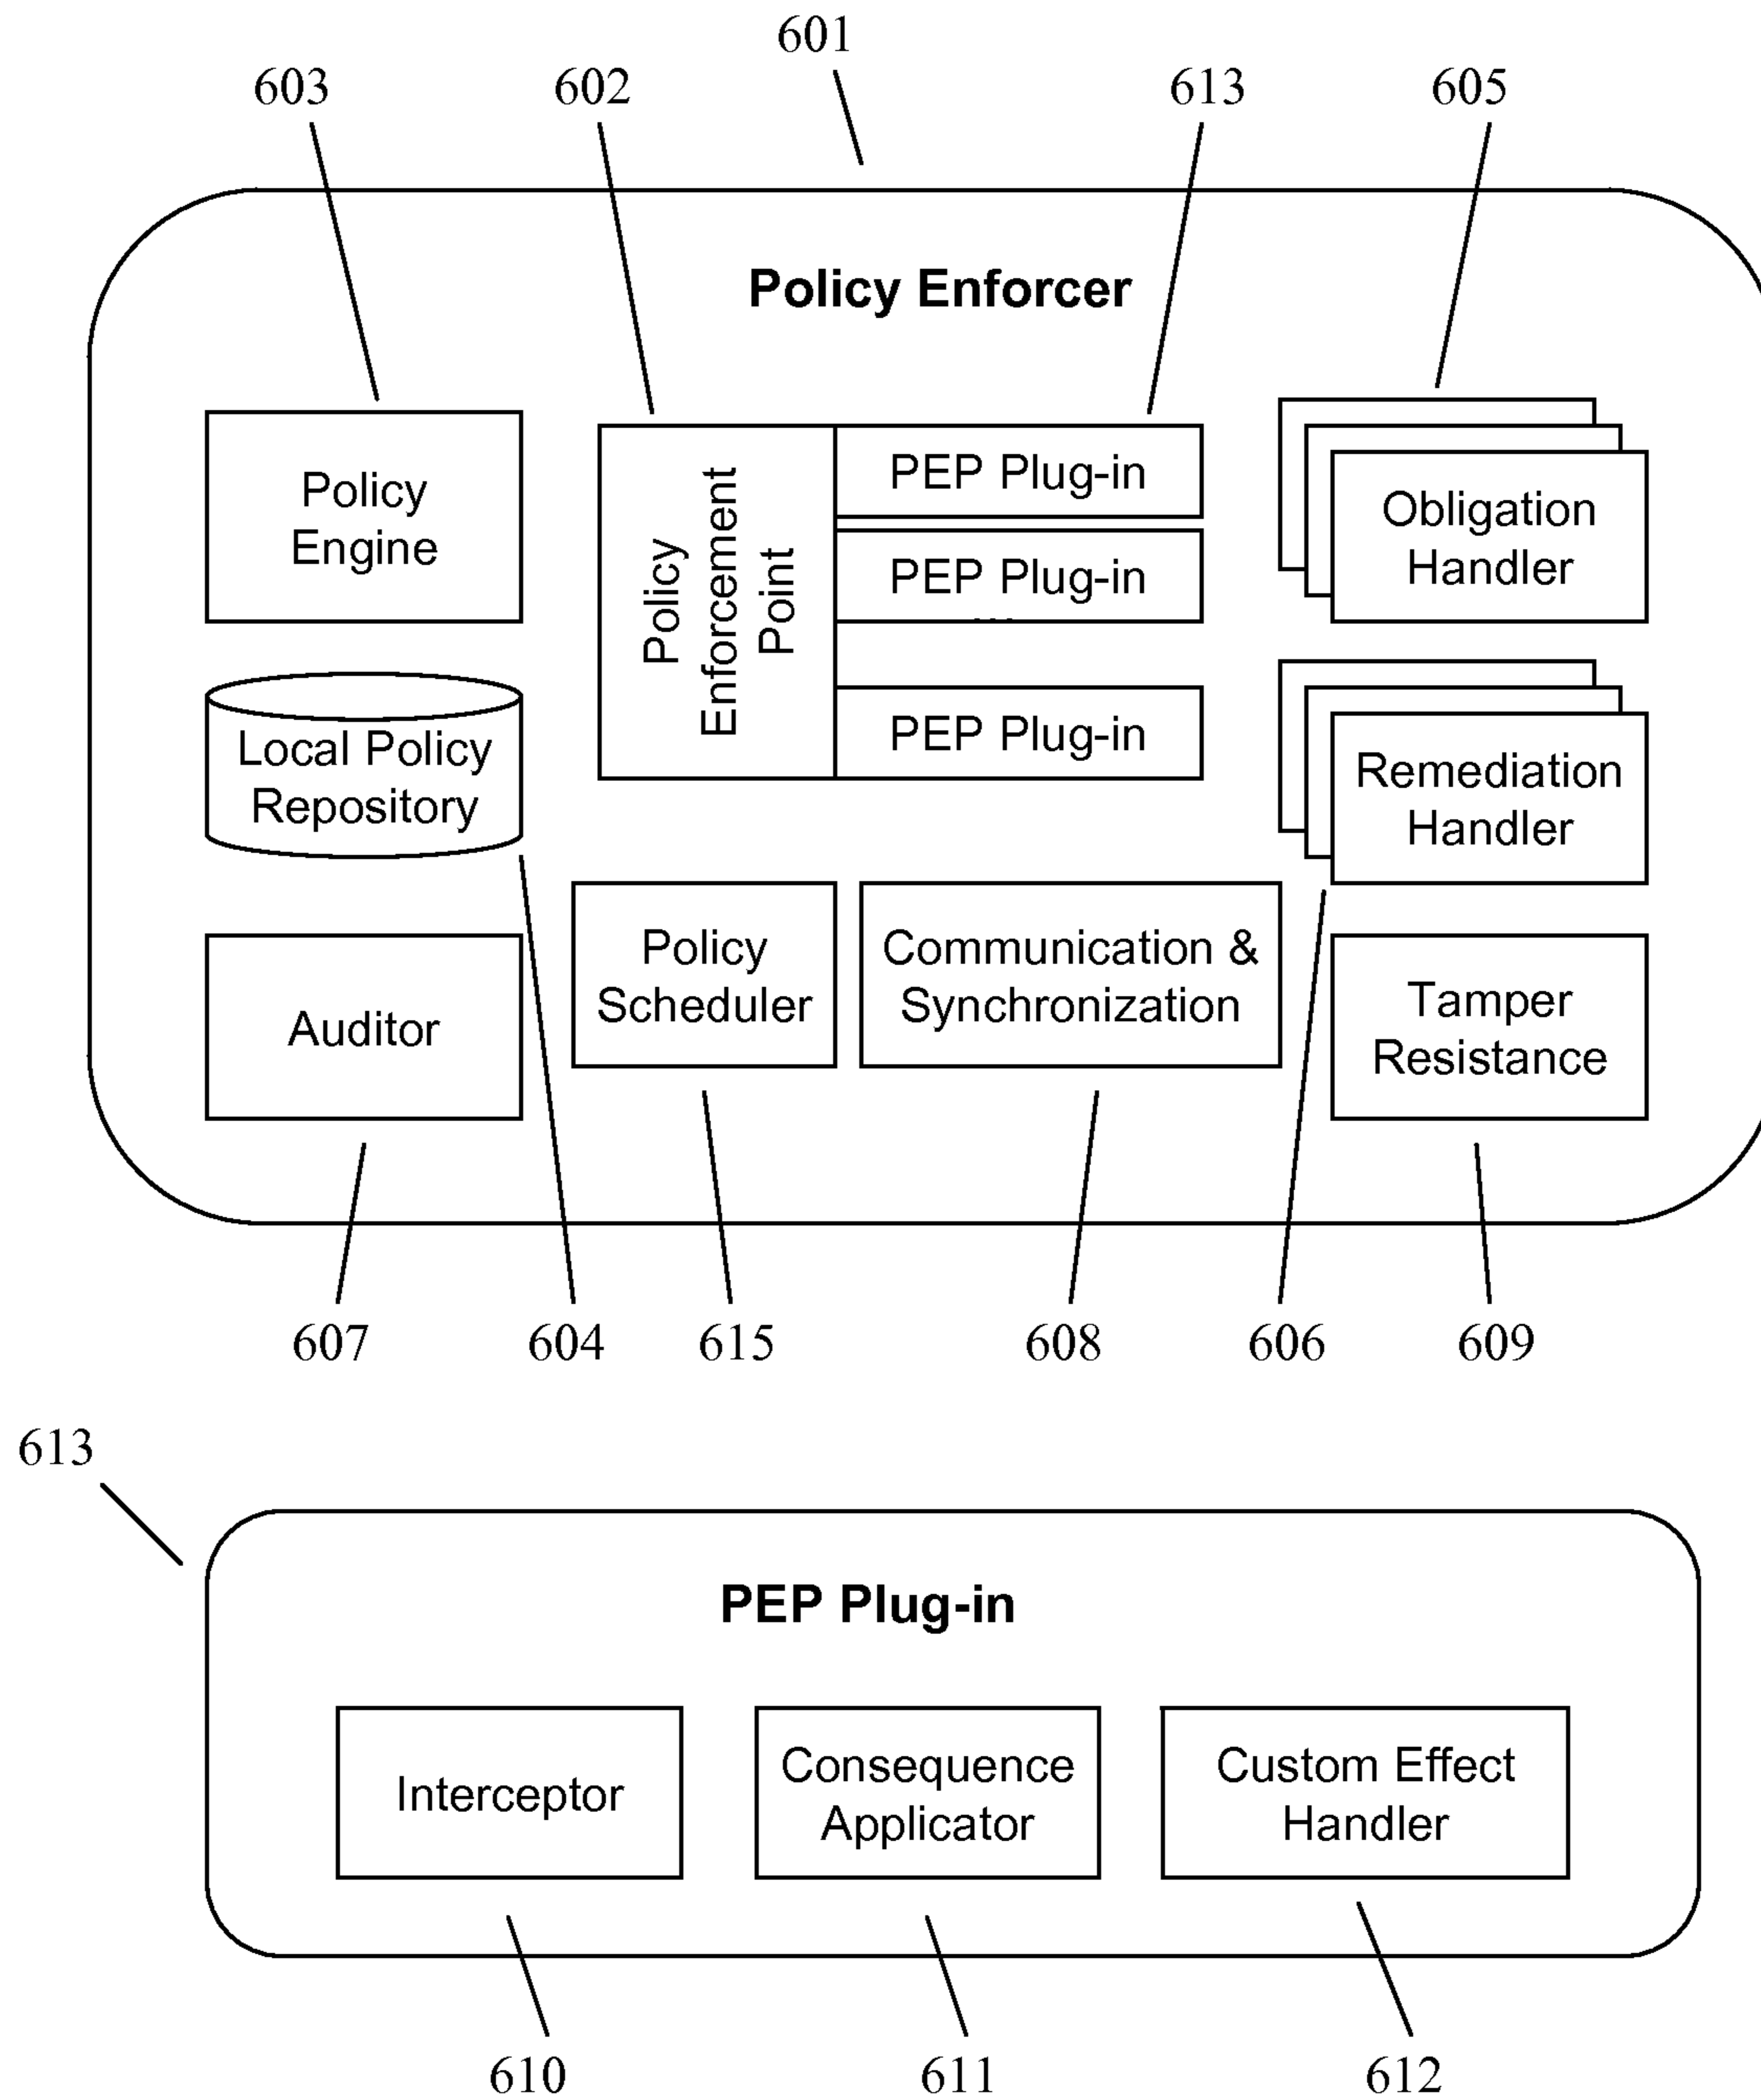 601
603
602
613
605
Policy Enforcer
Policy
Engine
Policy
Enforcement
Point
PEP Plug-in
PEP Plug-in
...
PEP Plug-in
Obligation
Handler
Local Policy
Repository
Remediation
Handler
Auditor
Policy
Scheduler
Communication &
Synchronization
Tamper
Resistance
607
604
615
608
606
609
613
PEP Plug-in
Interceptor
Consequence
Applicator
Custom Effect
Handler
610
611
612